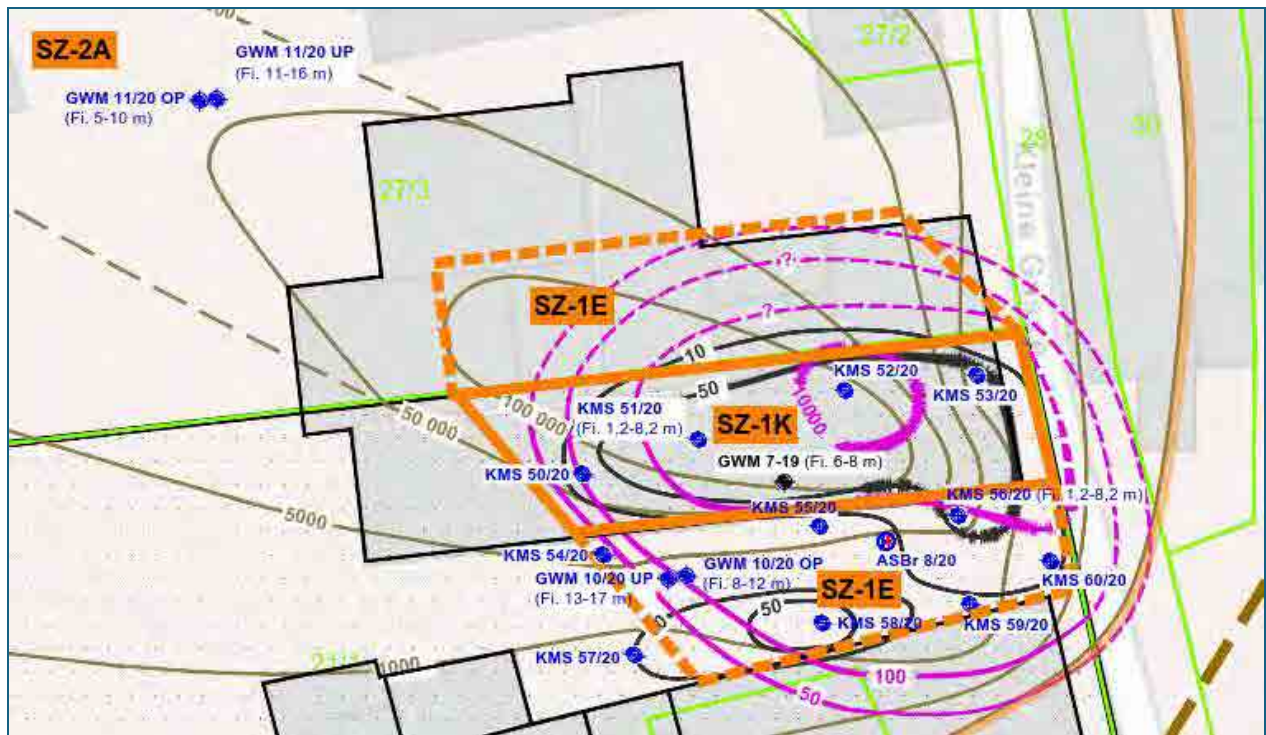 SZ-2A
GWM 11/20 UP
(Fi. 11-16 m)
GWM 11/20 OP
(Fi. 5-10 m)
27/2
28
30
27/3
Kleine G
SZ-1E
?
?
10
50
KMS 52/20
KMS 53/20
10000
100 000
50 000
KMS 51/20
(Fi. 1,2-8,2 m)
SZ-1K
GWM 7-19 (Fi. 6-8 m)
KMS 50/20
KMS 56/20 (Fi. 1,2-8,2 m)
KMS 55/20
5000
KMS 54/20
ASBr 8/20
GWM 10/20 OP
(Fi. 8-12 m)
GWM 10/20 UP
(Fi. 13-17 m)
KMS 60/20
SZ-1E
50
KMS 58/20
KMS 59/20
KMS 57/20
1000
100
50